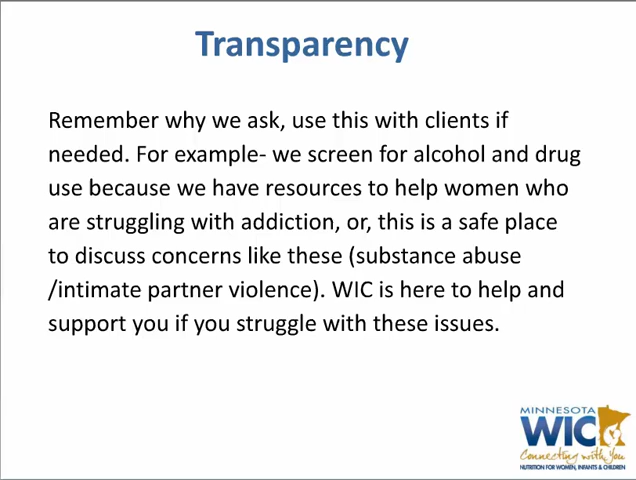 Transparency
Remember why we ask, use this with clients if
needed. For example- we screen for alcohol and drug
use because we have resources to help women who
are struggling with addiction, or, this is a safe place
to discuss concerns like these (substance abuse
/intimate partner violence). WIC is here to help and
support you if you struggle with these issues.
MINNESOTA
WIC
Connecting with You
NUTRITION FOR WOMEN, INFANTS & CHILDREN